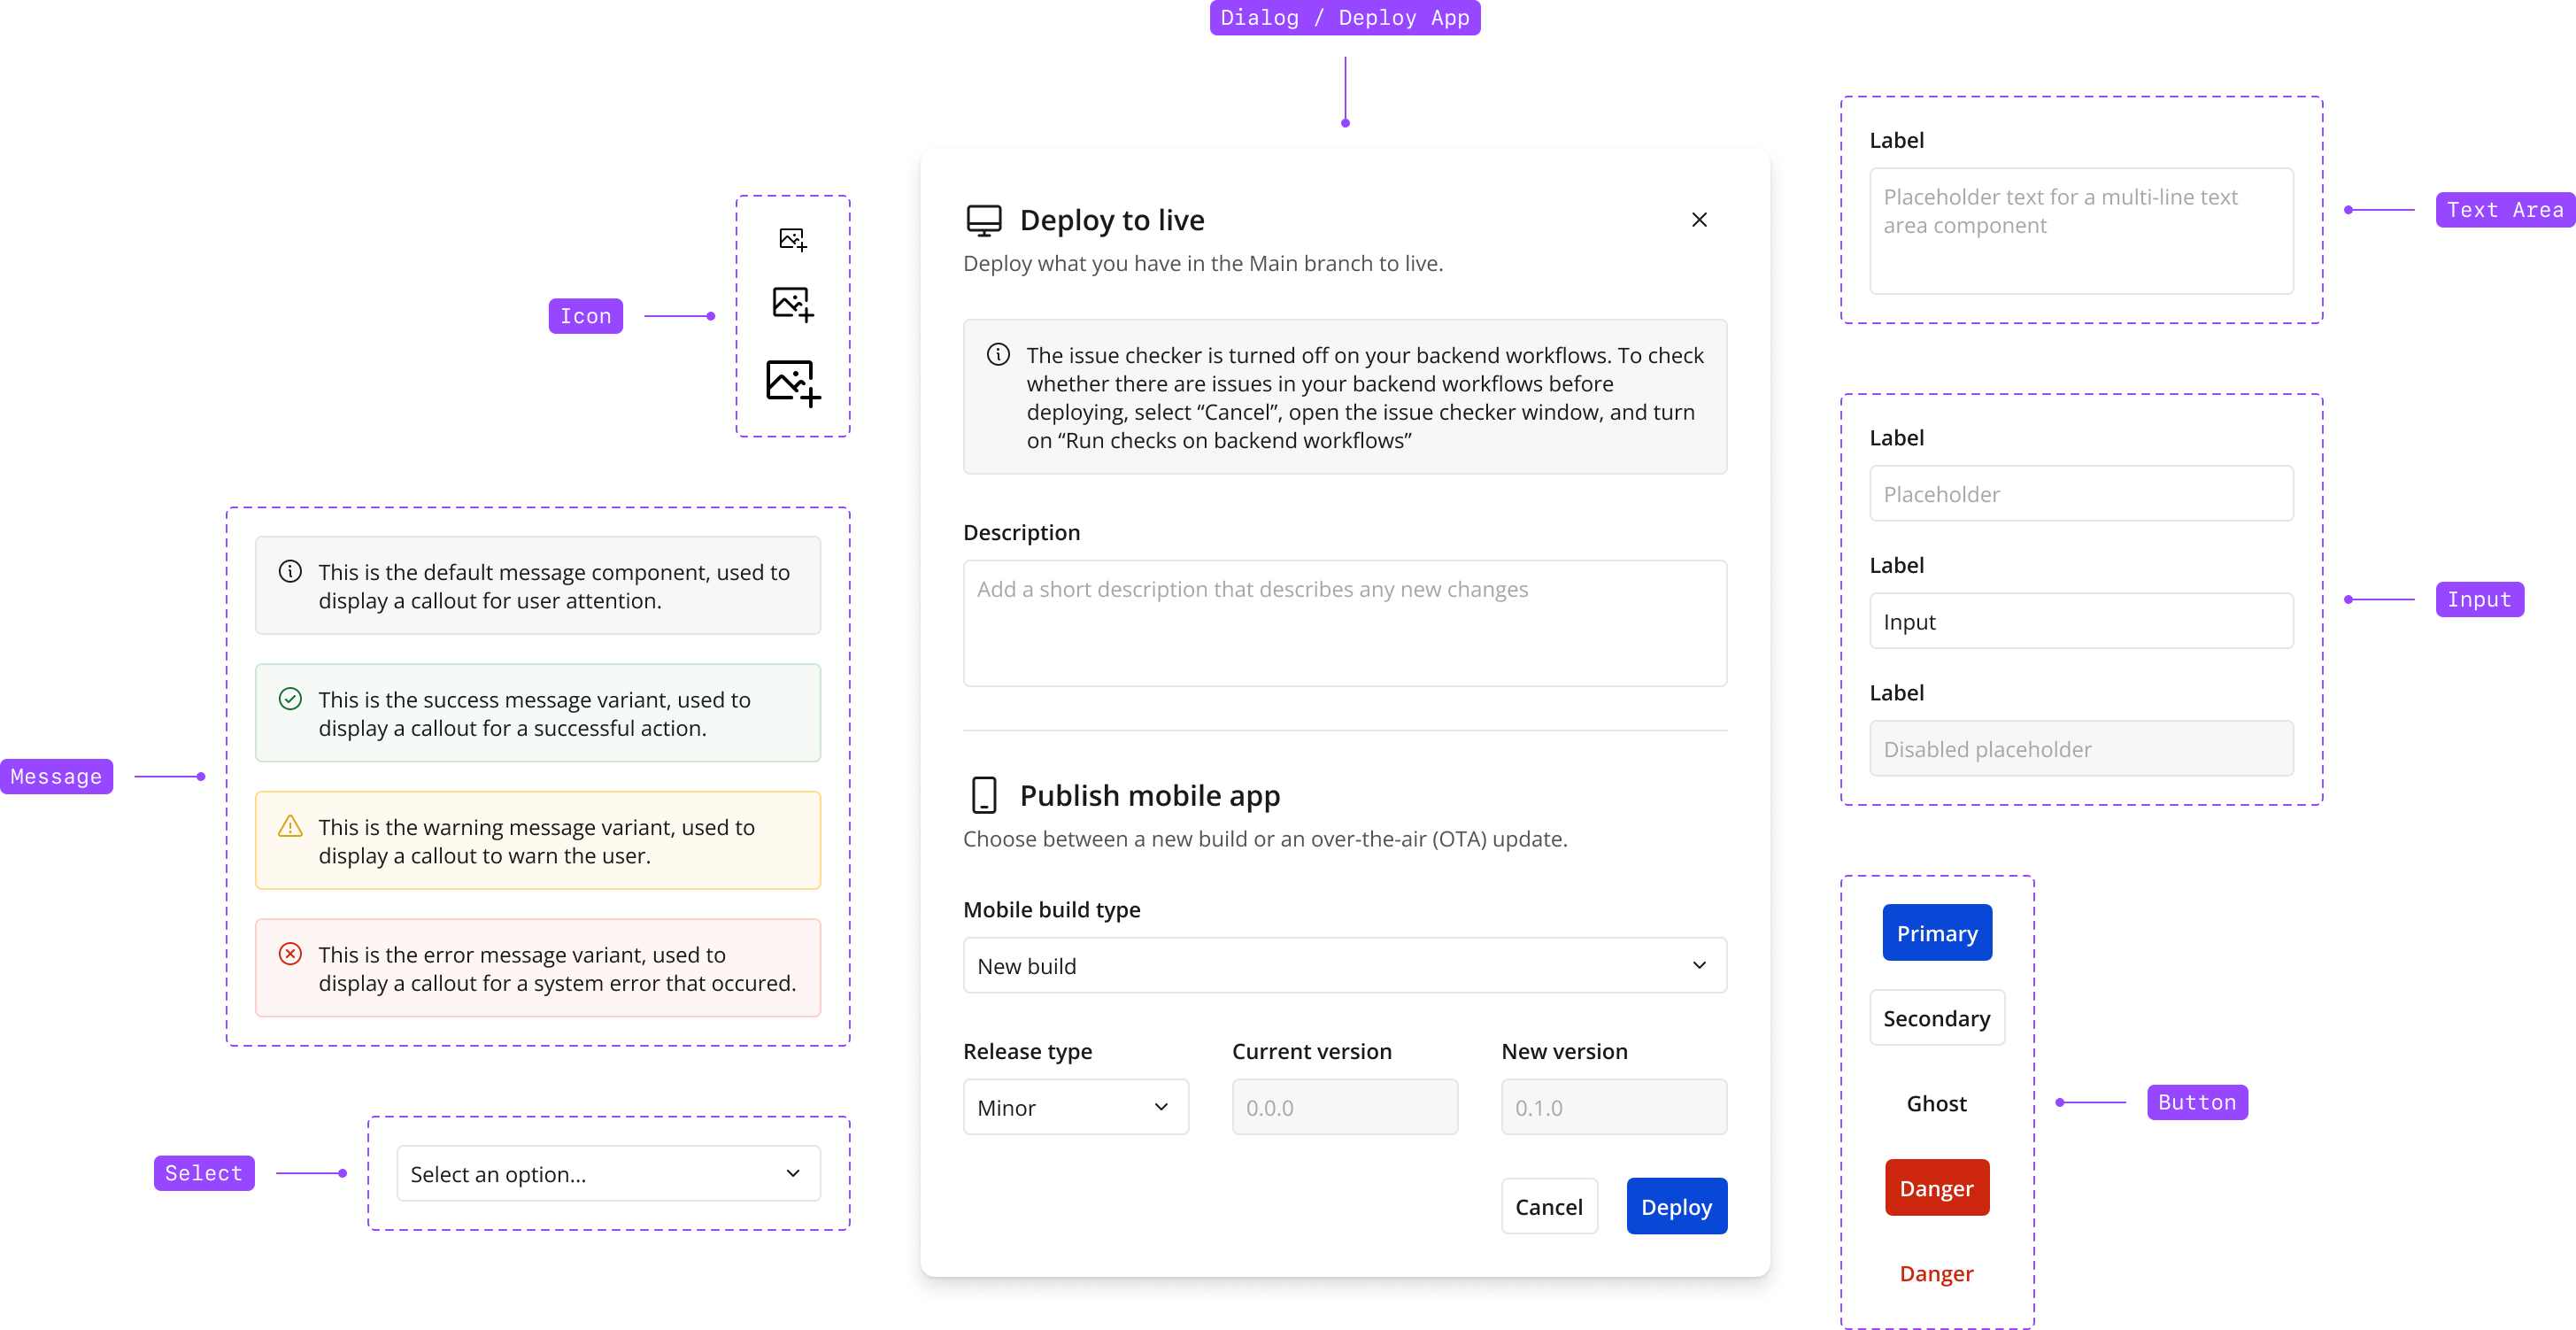 Dialog / Deploy App
Icon
Message
This is the default message component, used to
display a callout for user attention.
This is the success message variant, used to
display a callout for a successful action.
This is the warning message variant, used to
display a callout to warn the user.
This is the error message variant, used to
display a callout for a system error that occured.
Select
Select an option...
Deploy to live
Deploy what you have in the Main branch to live.
The issue checker is turned off on your backend workflows. To check
whether there are issues in your backend workflows before
deploying, select “Cancel”, open the issue checker window, and turn
on “Run checks on backend workflows”
Description
Add a short description that describes any new changes
Publish mobile app
Choose between a new build or an over-the-air (OTA) update.
Mobile build type
New build
Release type
Minor
Current version
0.0.0
New version
0.1.0
Cancel
Deploy
Label
Placeholder text for a multi-line text
area component
Text Area
Label
Placeholder
Label
Input
Label
Disabled placeholder
Input
Primary
Secondary
Ghost
Danger
Danger
Button